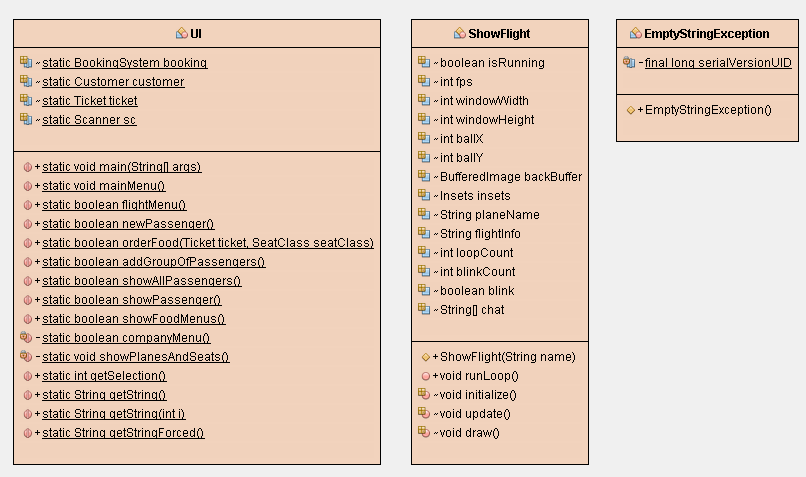 UI
~static BookingSystem booking
~static Customer customer
~static Ticket ticket
~static Scanner sc
+static void main(String[] args)
+static void mainMenu()
+static boolean flightMenu()
+static boolean newPassenger()
+static boolean orderFood(Ticket ticket, SeatClass seatClass)
+static boolean addGroupOfPassengers()
+static boolean showAllPassengers()
+static boolean showPassenger()
+static boolean showFoodMenus()
-static boolean companyMenu()
-static void showPlanesAndSeats()
+static int getSelection()
+static String getString()
+static String getString(int i)
+static String getStringForced()
ShowFlight
~boolean isRunning
~int fps
~int windowWidth
~int windowHeight
~int ballX
~int ballY
~BufferedImage backBuffer
~Insets insets
~String planeName
~String flightInfo
~int loopCount
~int blinkCount
~boolean blink
~String[] chat
+ShowFlight(String name)
+void runLoop()
~void initialize()
~void update()
~void draw()
EmptyStringException
-final long serialVersionUID
+EmptyStringException()